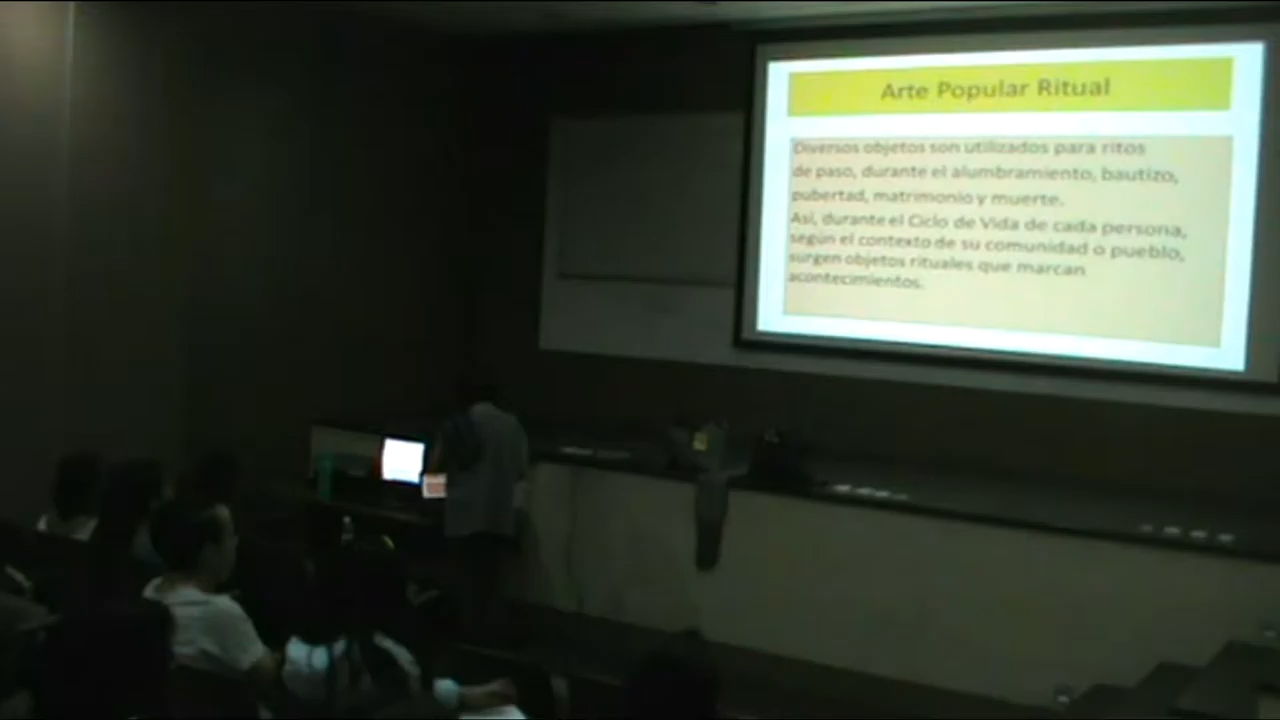 Arte Popular Ritual
Diversos objetos son utilizados para ritos
de paso, durante el alumbramiento, bautizo,
pubertad, matrimonio y muerte.
Así, durante el Ciclo de Vida de cada persona,
según el contexto de su comunidad o pueblo,
surgen objetos rituales que marcan
acontecimientos.